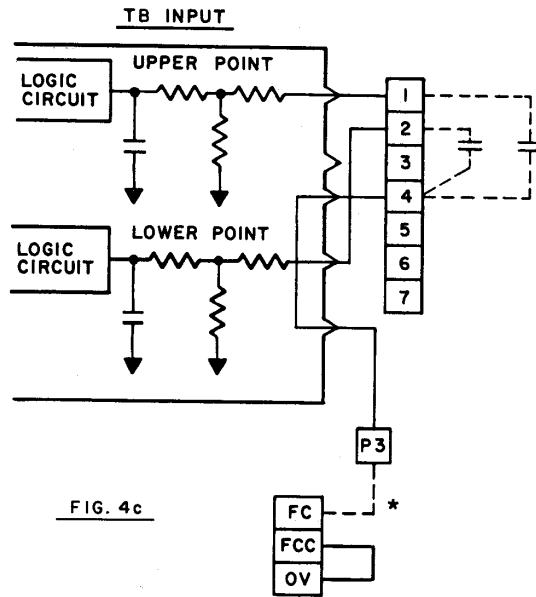 TB INPUT
UPPER POINT
LOGIC
CIRCUIT
1
2
3
4
5
6
7
LOWER POINT
LOGIC
CIRCUIT
P3
FIG. 4c
FC *
FCC
OV